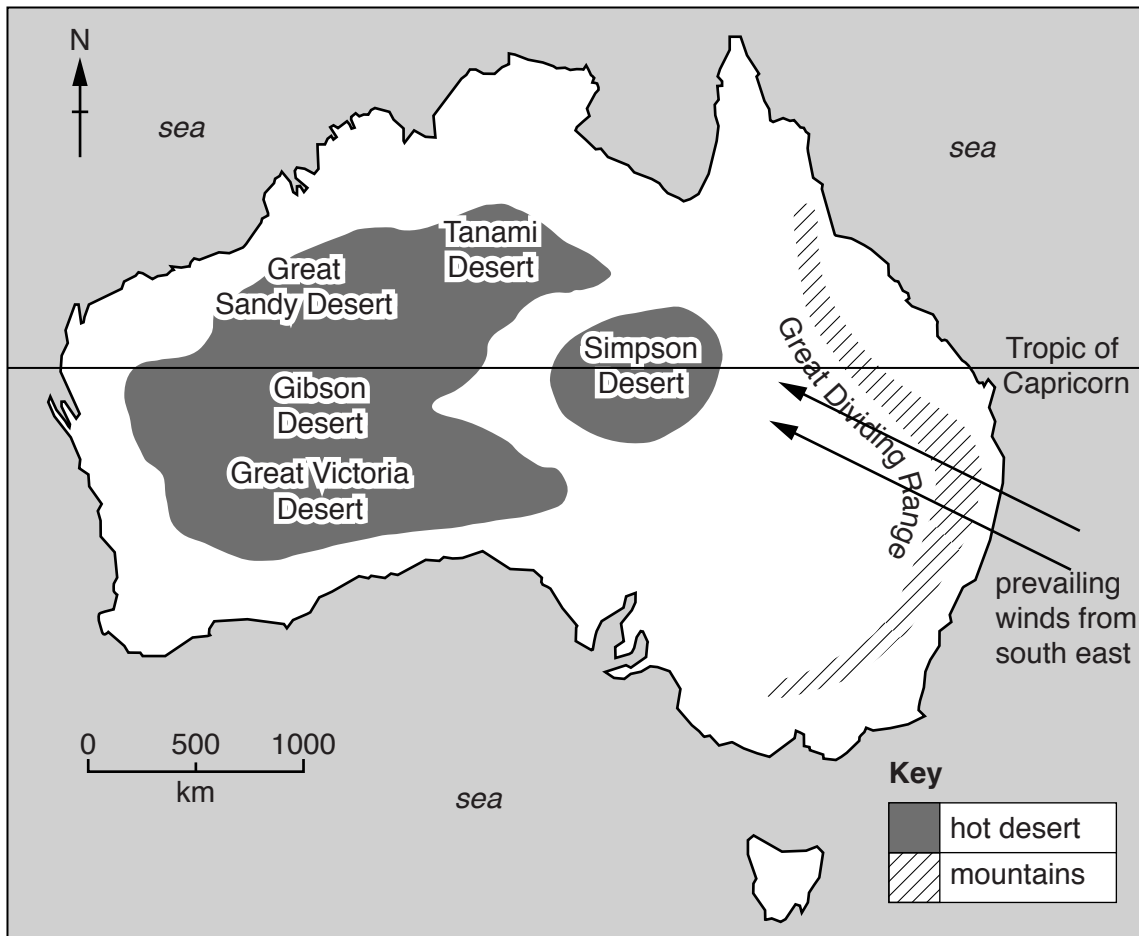 N
sea
sea
Tanami
Desert
Great
Sandy Desert
Simpson
Desert
Great Dividing Range
Tropic of
Capricorn
Gibson
Desert
Great Victoria
Desert
prevailing
winds from
south east
0 500 1000
km
sea
Key
hot desert
mountains